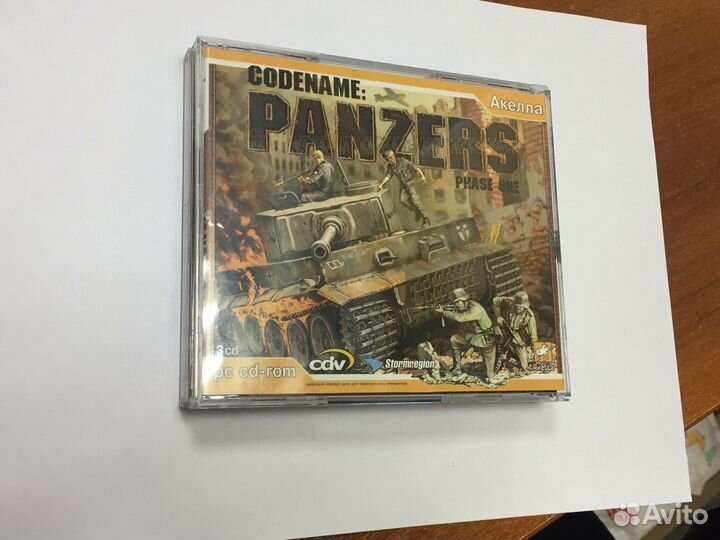 CODENAME:
Акелла
PANZERS
PHASE ONE
3cd
pc cd-rom
cdv
Stormregion
Avito